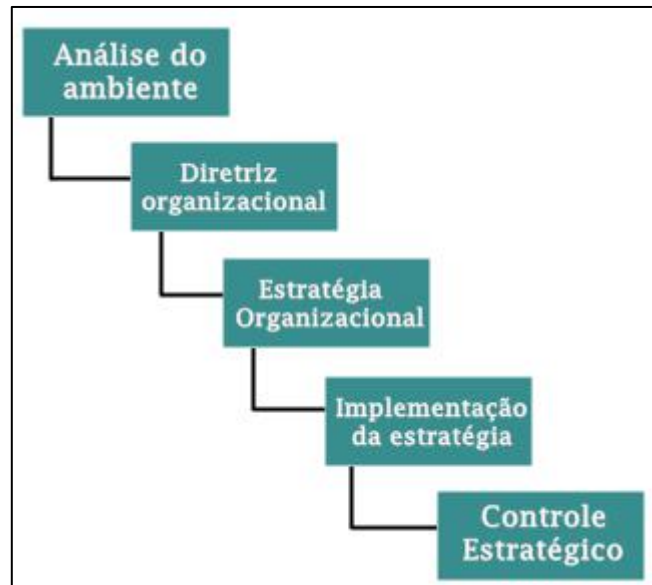 Análise do
ambiente
Diretriz
organizacional
Estratégia
Organizacional
Implementação
da estratégia
Controle
Estratégico